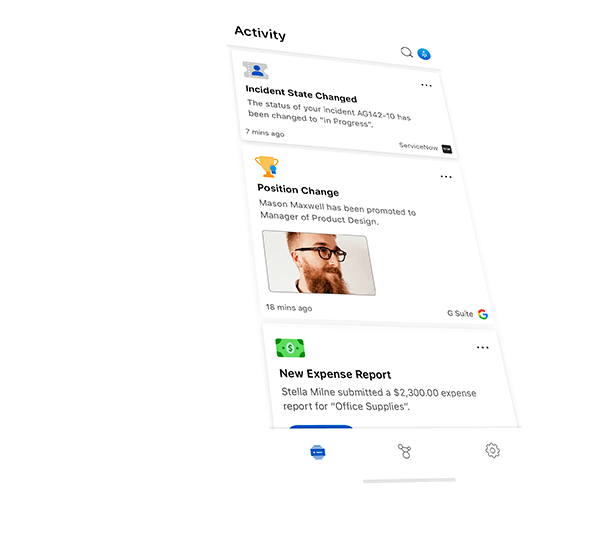 Activity
Incident State Changed
The status of your incident AG142-10 has
been changed to "in Progress".
7 mins ago
ServiceNow
Position Change
Mason Maxwell has been promoted to
Manager of Product Design.
18 mins ago
G Suite
New Expense Report
Stella Milne submitted a $2,300.00 expense
report for "Office Supplies".